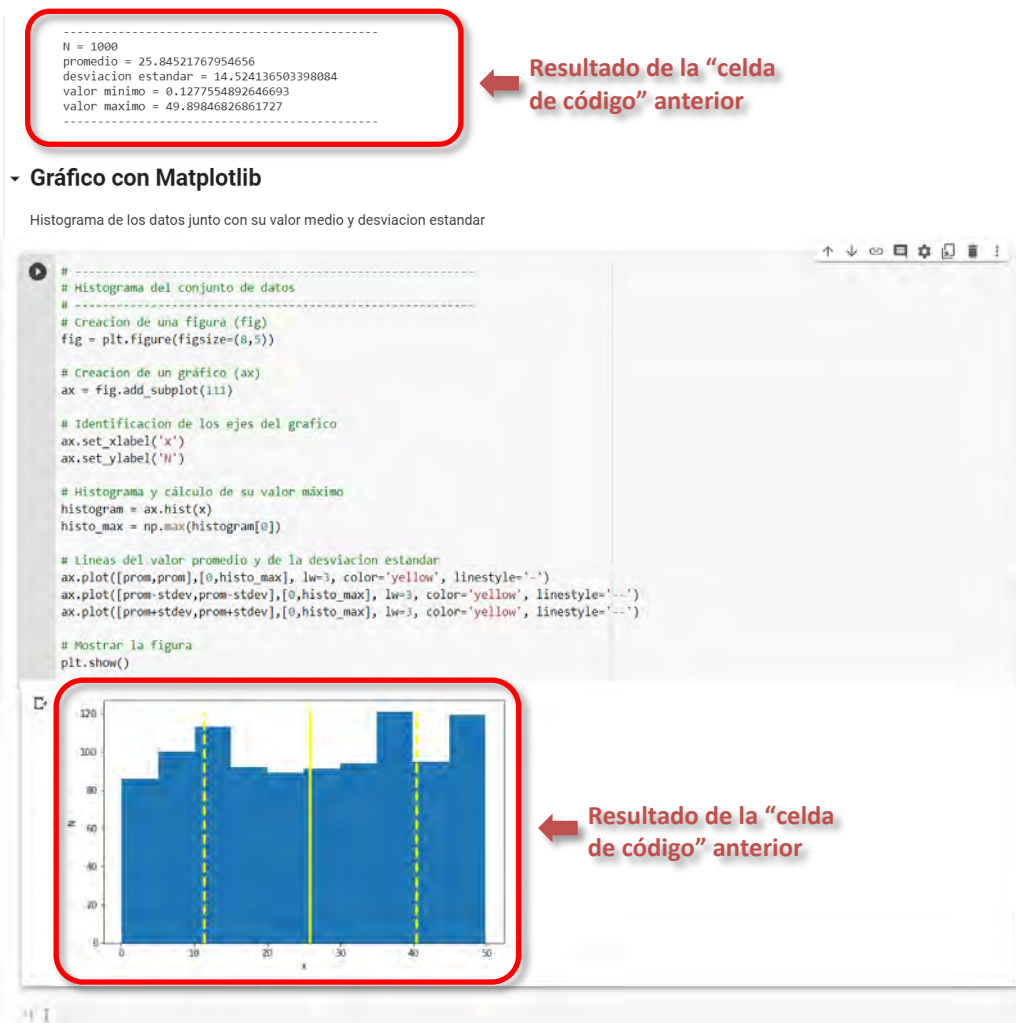 ---------------------------------------------
N = 1000
promedio = 25.84521767954656
desviacion estandar = 14.524136503398084
valor minimo = 0.1277554892646693
valor maximo = 49.89846826861727
---------------------------------------------
Resultado de la “celda
de código” anterior
Gráfico con Matplotlib
Histograma de los datos junto con su valor medio y desviacion estandar
# ---------------------------------------------------------
# Histograma del conjunto de datos
# ---------------------------------------------------------
# Creacion de una figura (fig)
fig = plt.figure(figsize=(8,5))
# Creacion de un gráfico (ax)
ax = fig.add_subplot(111)
# Identificacion de los ejes del grafico
ax.set_xlabel('x')
ax.set_ylabel('N')
# Histograma y cálculo de su valor máximo
histogram = ax.hist(x)
histo_max = np.max(histogram[0])
# Lineas del valor promedio y de la desviacion estandar
ax.plot([prom,prom],[0,histo_max], lw=3, color='yellow', linestyle='-')
ax.plot([prom-stdev,prom-stdev],[0,histo_max], lw=3, color='yellow', linestyle='--')
ax.plot([prom+stdev,prom+stdev],[0,histo_max], lw=3, color='yellow', linestyle='--')
# Mostrar la figura
plt.show()
120
100
80
60
40
20
0
N
0 10 20 30 40 50
x
Resultado de la “celda
de código” anterior